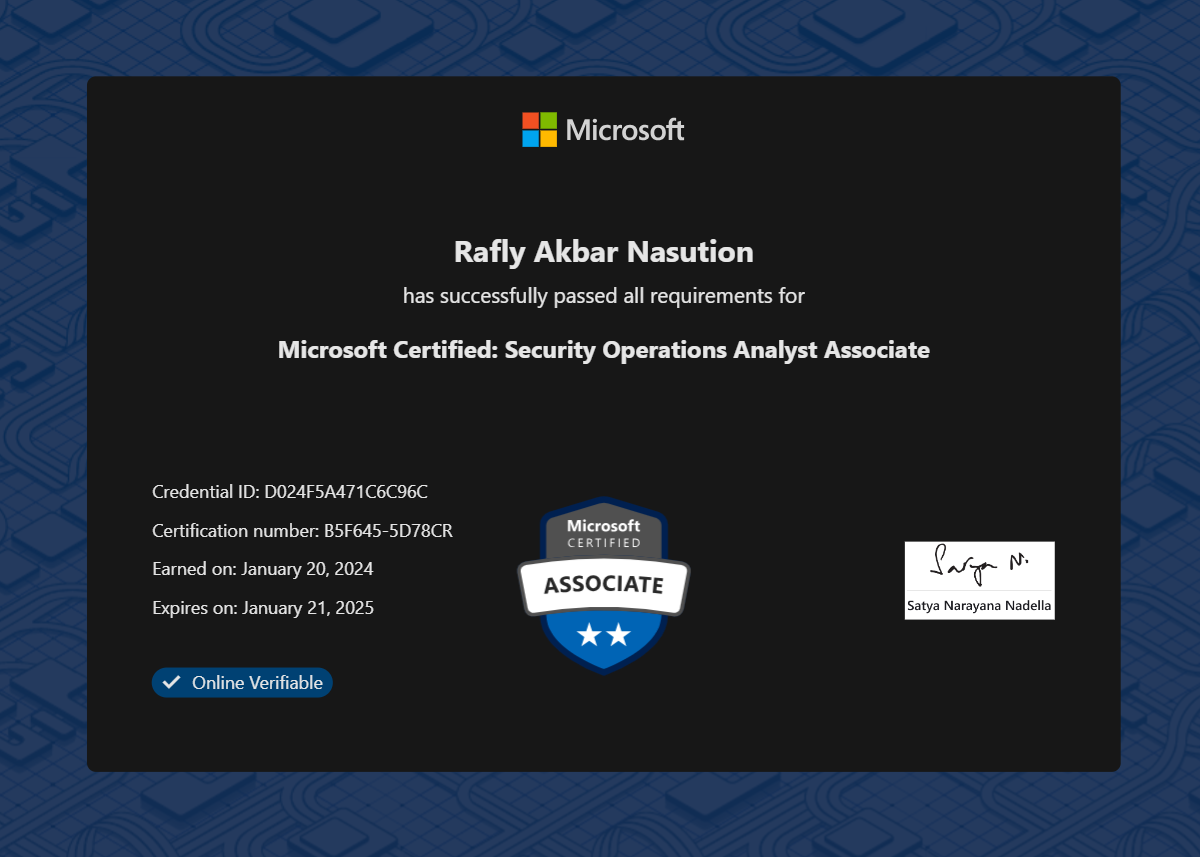 Microsoft
Rafly Akbar Nasution
has successfully passed all requirements for
Microsoft Certified: Security Operations Analyst Associate
Credential ID: D024F5A471C6C96C
Certification number: B5F645-5D78CR
Earned on: January 20, 2024
Expires on: January 21, 2025
Online Verifiable
Microsoft
CERTIFIED
ASSOCIATE
Satya N.
Satya Narayana Nadella